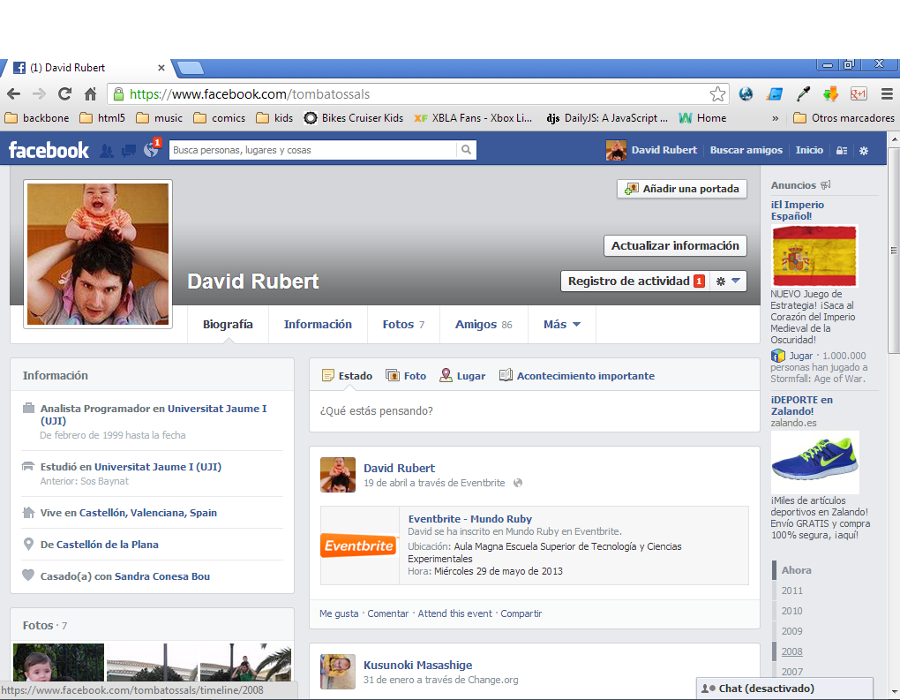 (1) David Rubert
https://www.facebook.com/tombatossals
backbone html5 music comics kids Bikes Cruiser Kids XF XBLA Fans - Xbox Li... djs DailyJS: A JavaScript ... W Home » Otros marcadores
facebook 1 Busca personas, lugares y cosas David Rubert Buscar amigos Inicio
Añadir una portada
Actualizar información
David Rubert
Registro de actividad 1
Biografía Información Fotos 7 Amigos 86 Más
Información
Analista Programador en Universitat Jaume I
(UJI)
De febrero de 1999 hasta la fecha
Estudió en Universitat Jaume I (UJI)
Anterior: Sos Baynat
Vive en Castellón, Valenciana, Spain
De Castellón de la Plana
Casado(a) con Sandra Conesa Bou
Fotos · 7
Estado Foto Lugar Acontecimiento importante
¿Qué estás pensando?
David Rubert
19 de abril a través de Eventbrite
Eventbrite
Eventbrite - Mundo Ruby
David se ha inscrito en Mundo Ruby en Eventbrite.
Ubicación: Aula Magna Escuela Superior de Tecnología y Ciencias
Experimentales
Hora: Miércoles 29 de mayo de 2013
Me gusta · Comentar · Attend this event · Compartir
Kusunoki Masashige
31 de enero a través de Change.org
Anuncios
¡El Imperio
Español!
NUEVO Juego de
Estrategia! ¡Saca al
Corazón del Imperio
Medieval de la
Oscuridad!
Jugar · 1.000.000
personas han jugado a
Stormfall: Age of War.
¡DEPORTE en
Zalando!
zalando.es
¡Miles de artículos
deportivos en Zalando!
Envío GRATIS y compra
100% segura, ¡aquí!
Ahora
2011
2010
2009
2008
2007
https://www.facebook.com/tombatossals/timeline/2008
Chat (desactivado)